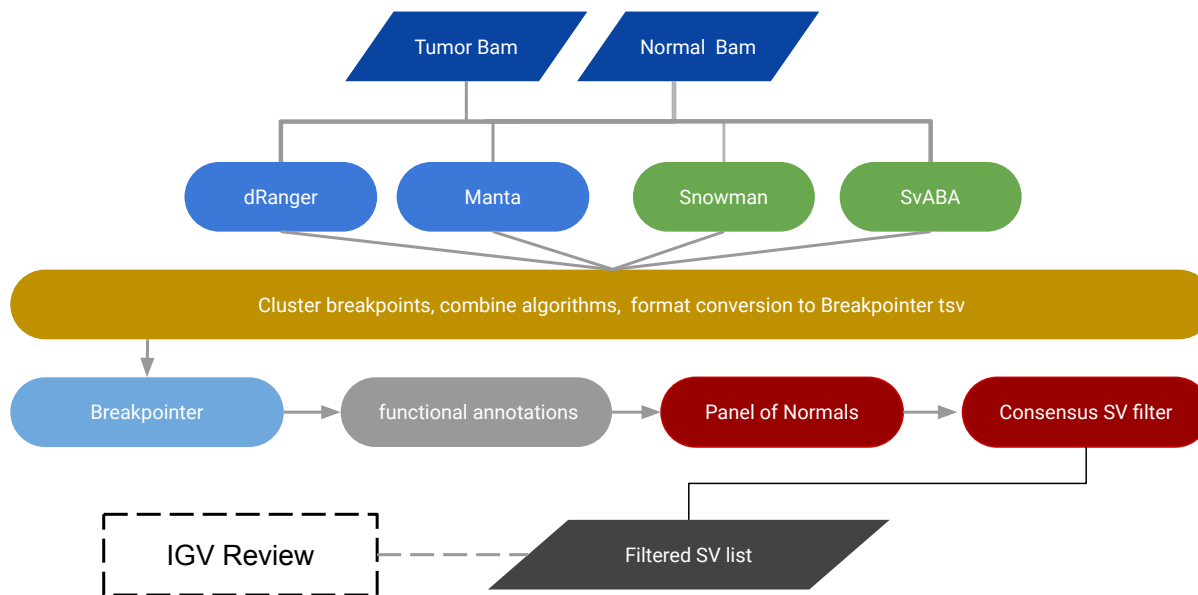 Tumor Bam
Normal Bam
dRanger
Manta
Snowman
SvABA
Cluster breakpoints, combine algorithms, format conversion to Breakpointer tsv
Breakpointer
functional annotations
Panel of Normals
Consensus SV filter
IGV Review
Filtered SV list